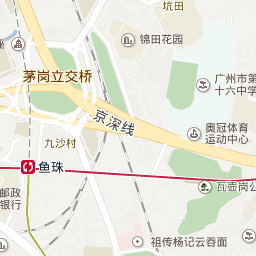 坑田
锦田花园
茅岗立交桥
广州市第
十六中学
京深线
奥冠体育
运动中心
九沙村
鱼珠
瓦壶岗公
邮政
银行
祖传杨记云吞面